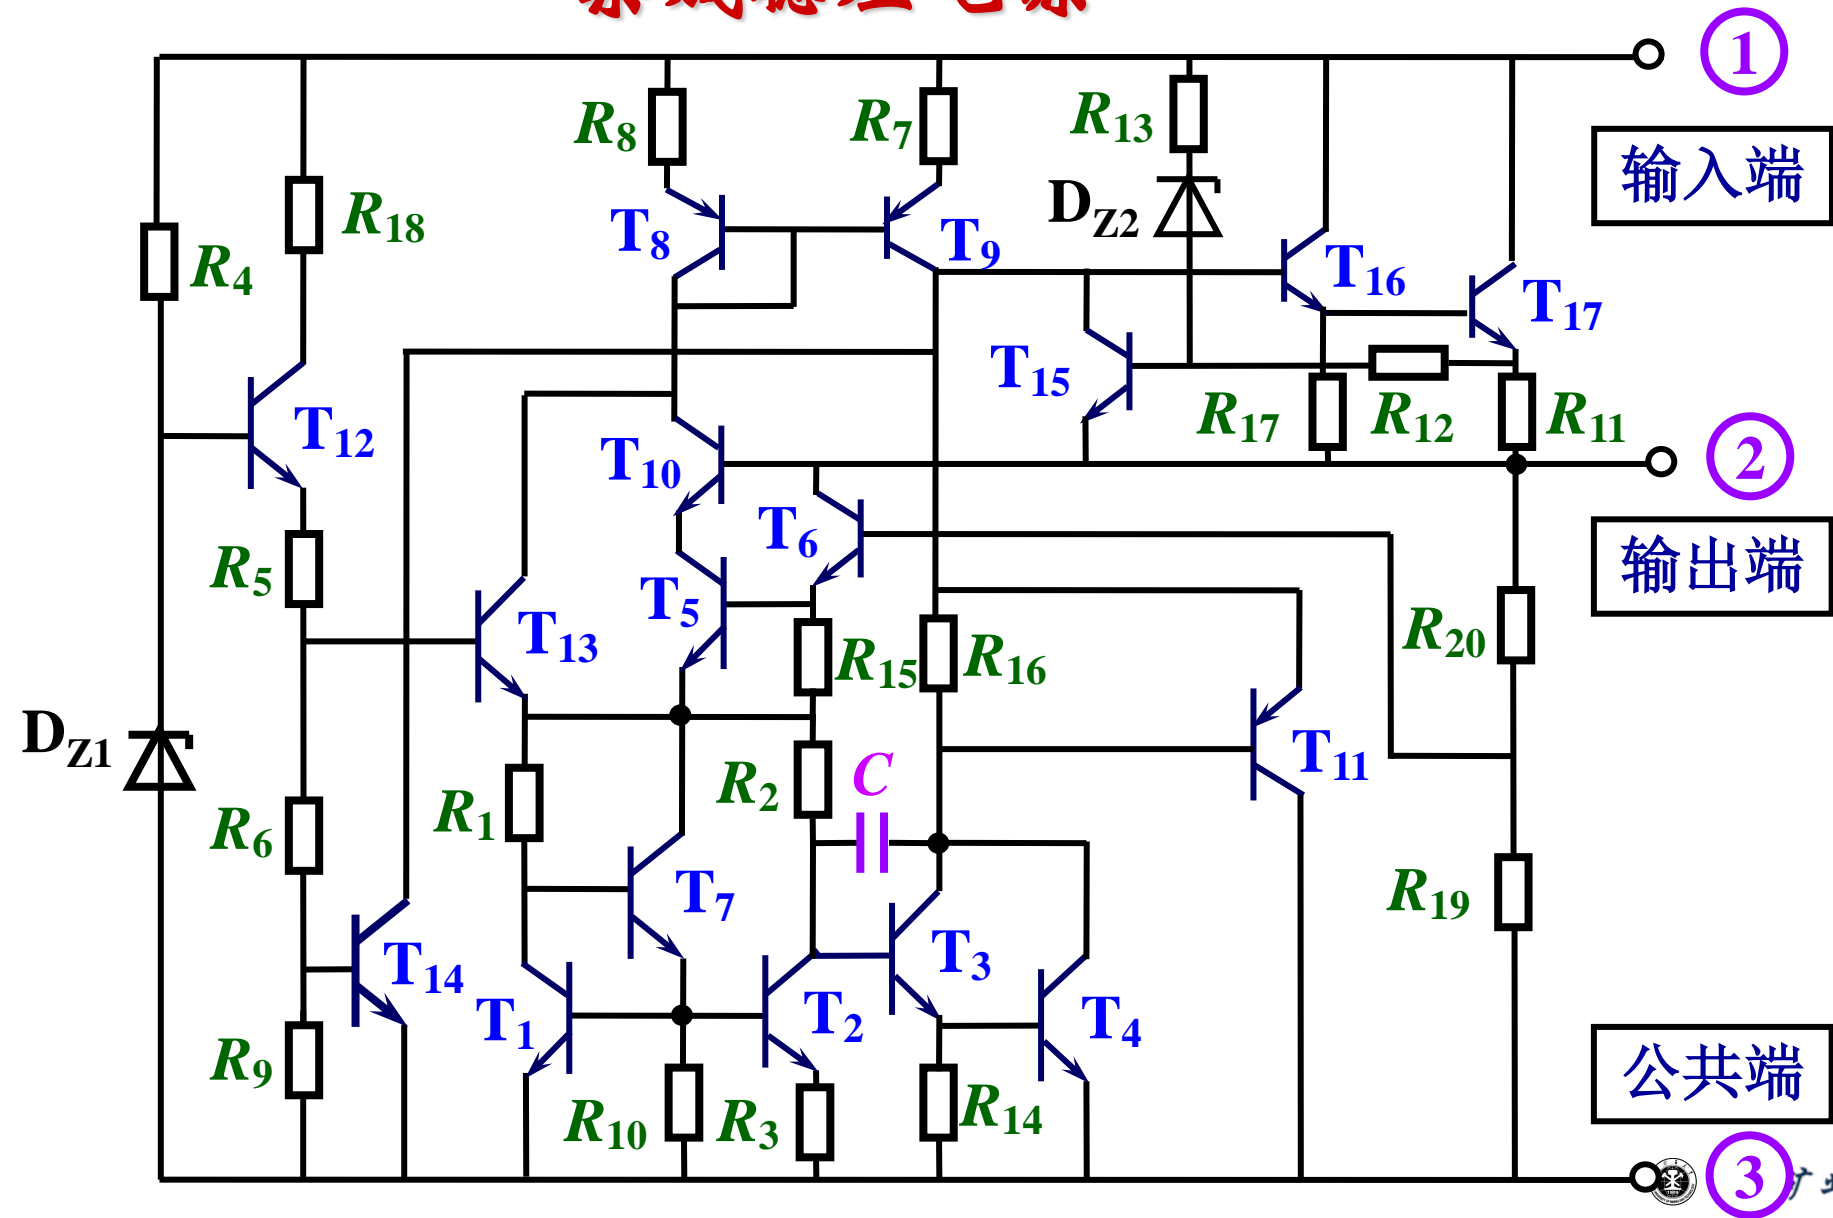 1
R8
R7
R13
输入端
R18
DZ2
T8
T9
T16
R4
T17
T15
T12
R17
R12
R11
2
T10
T6
输出端
R5
T5
T13
R20
R15
R16
DZ1
T11
R2
C
R1
R6
T7
R19
T3
T14
T1
T2
T4
公共端
R9
R10
R3
R14
3